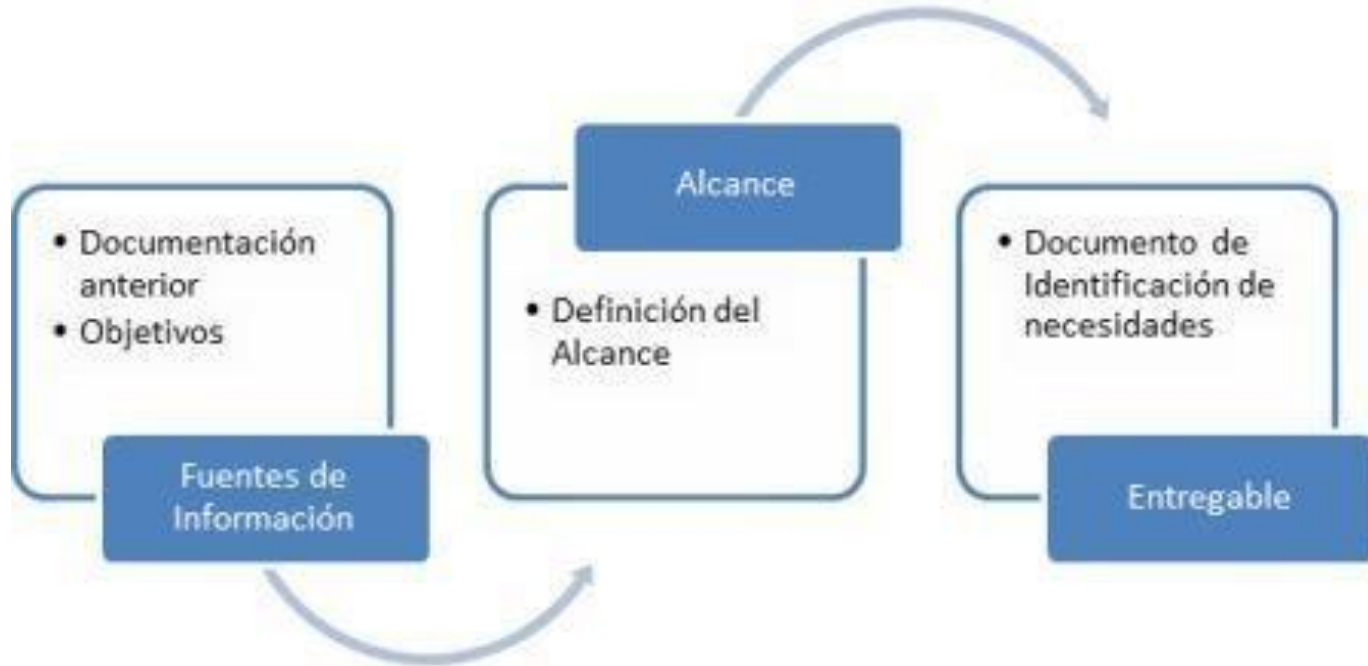 • Documentación
anterior
• Objetivos
Fuentes de
Información
Alcance
• Definición del
Alcance
• Documento de
Identificación de
necesidades
Entregable